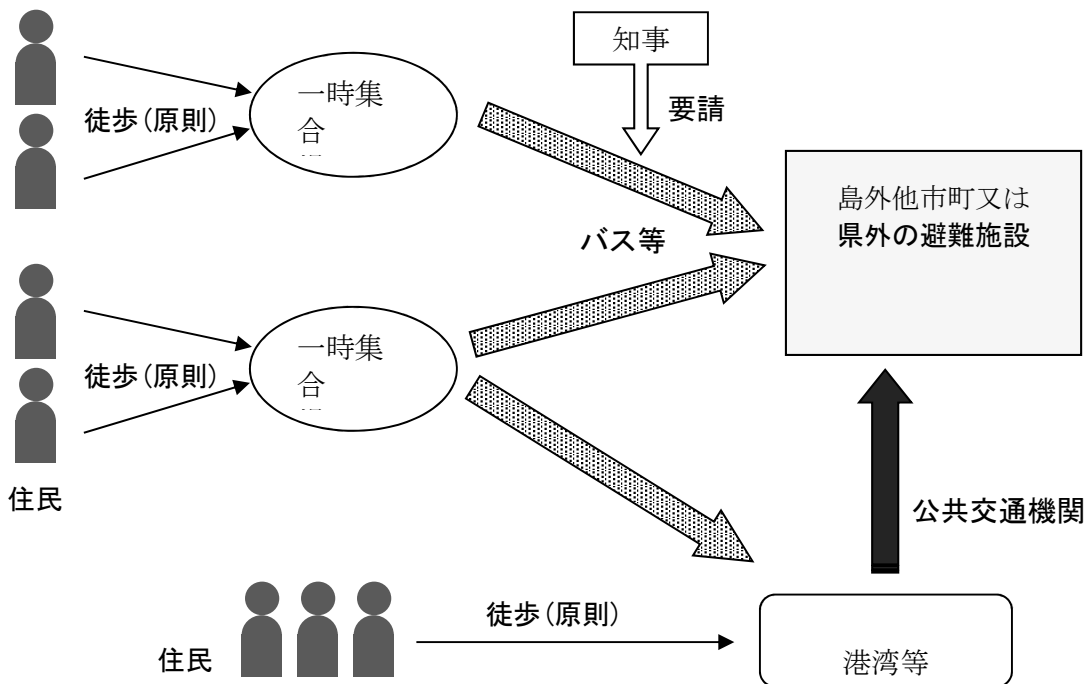 知事
要請
徒歩(原則)
一時集
合
島外他市町又は
県外の避難施設
バス等
徒歩(原則)
一時集
合
住民
公共交通機関
徒歩(原則)
住民
港湾等